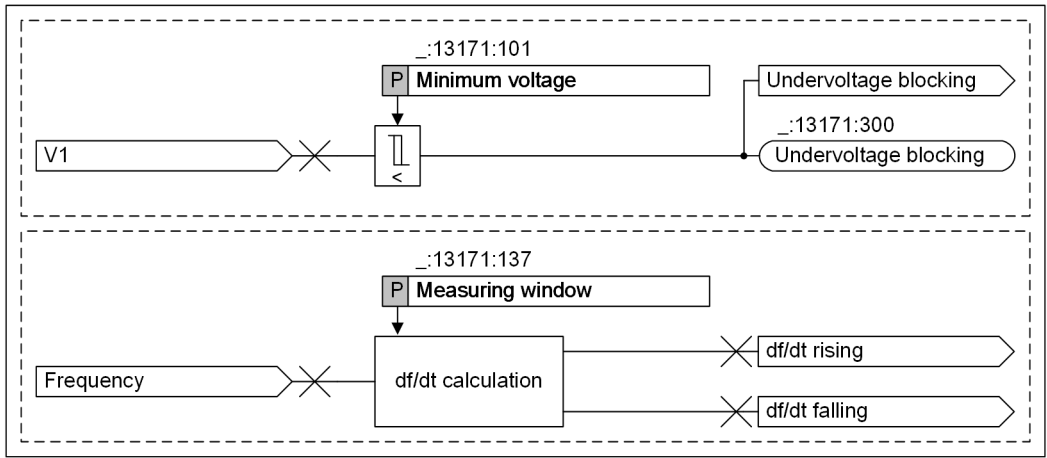 _:13171:101
P Minimum voltage
Undervoltage blocking
_:13171:300
V1
<
Undervoltage blocking
_:13171:137
P Measuring window
df/dt rising
Frequency
df/dt calculation
df/dt falling